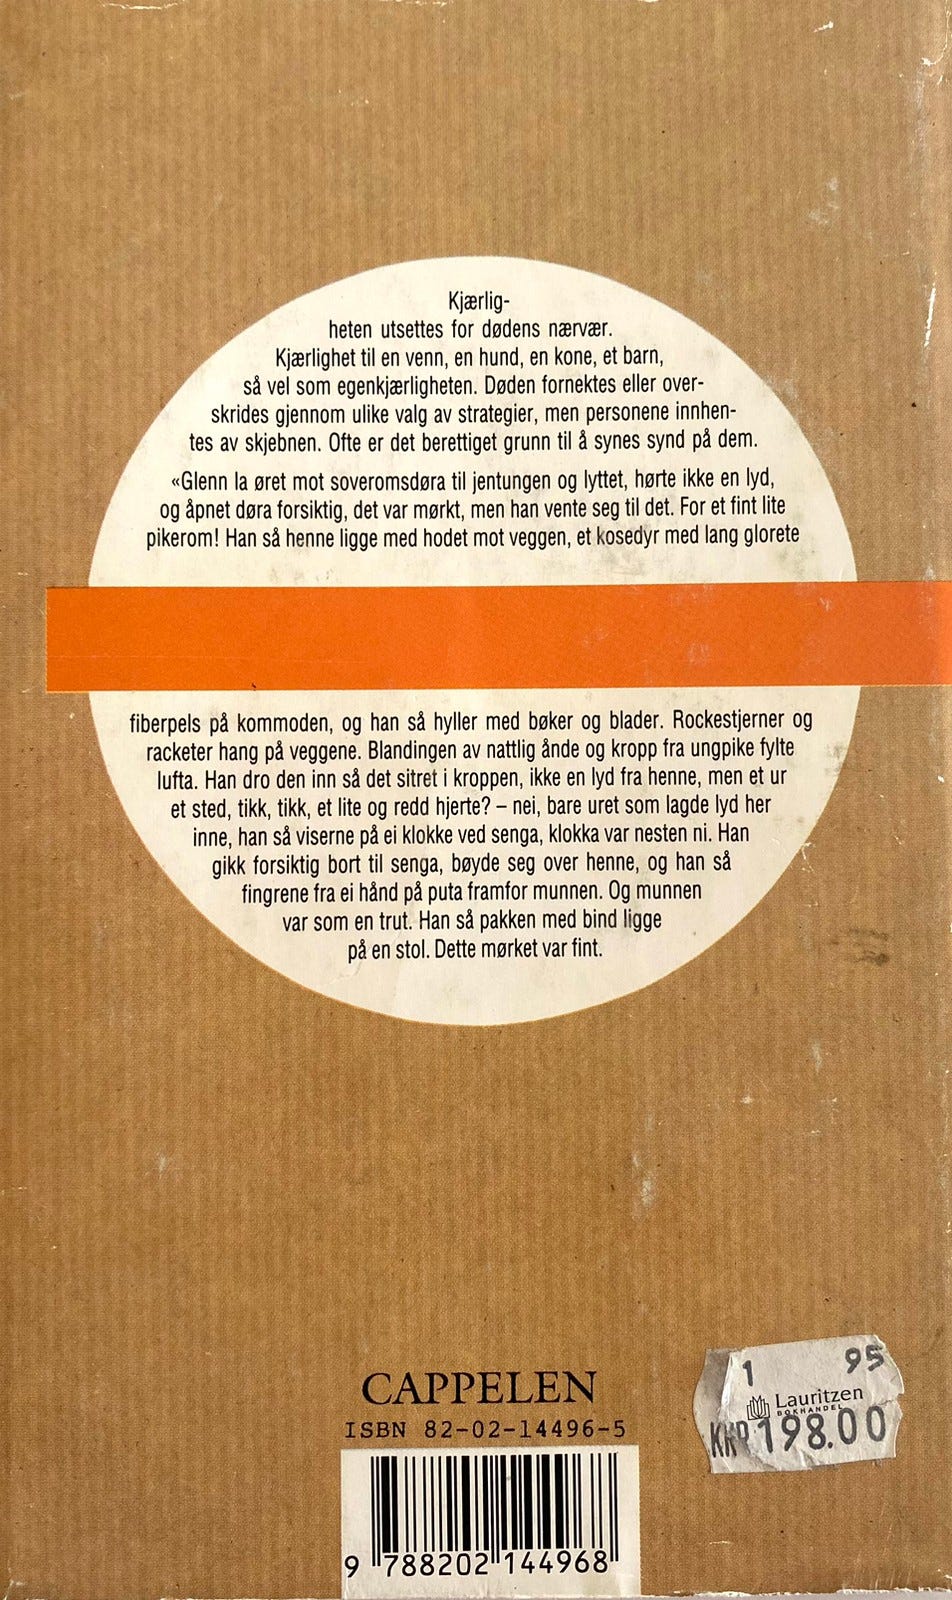 Kjærlig-
heten utsettes for dødens nærvær.
Kjærlighet til en venn, en hund, en kone, et barn,
så vel som egenkjærligheten. Døden fornektes eller over-
skrides gjennom ulike valg av strategier, men personene innhen-
tes av skjebnen. Ofte er det berettiget grunn til å synes synd på dem.
«Glenn la øret mot soveromsdøra til jentungen og lyttet, hørte ikke en lyd,
og åpnet døra forsiktig, det var mørkt, men han vente seg til det. For et fint lite
pikerom! Han så henne ligge med hodet mot veggen, et kosedyr med lang glorete
fiberpels på kommoden, og han så hyller med bøker og blader. Rockestjerner og
racketer hang på veggene. Blandingen av nattlig ånde og kropp fra ungpike fylte
lufta. Han dro den inn så det sitret i kroppen, ikke en lyd fra henne, men et ur
et sted, tikk, tikk, et lite og redd hjerte? – nei, bare uret som lagde lyd her
inne, han så viserne på ei klokke ved senga, klokka var nesten ni. Han
gikk forsiktig bort til senga, bøyde seg over henne, og han så
fingrene fra ei hånd på puta framfor munnen. Og munnen
var som en trut. Han så pakken med bind ligge
på en stol. Dette mørket var fint.
CAPPELEN
ISBN 82-02-14496-5
9 788202 144968
1 95
Lauritzen
BOKHANDEL
198.00